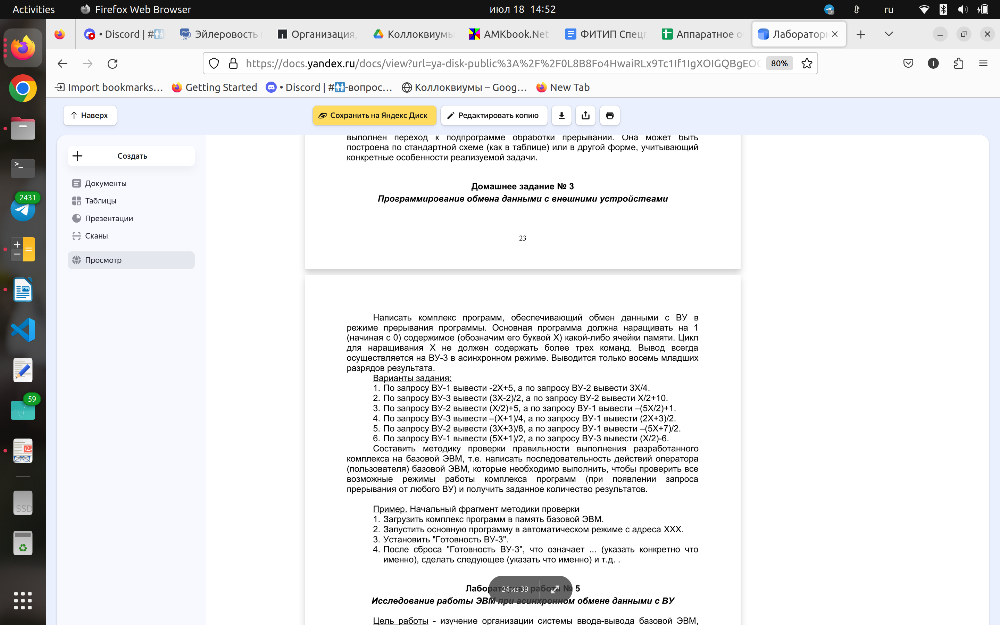 Activities
Firefox Web Browser
июл 18 14:52
ru
• Discord | #
Эйлеровость
Организация,
Коллоквиумы
AMKbook.Net
ФИТИП Спец
Аппаратное о
Лаборатор
https://docs.yandex.ru/docs/view?url=ya-disk-public%3A%2F%2F0L8B8Fo4HwaiRLx9Tc1If1IgXOIGQBgEO
80%
Import bookmarks...
Getting Started
• Discord | #🚻-вопрос...
Коллоквиумы – Goog...
New Tab
Наверх
Сохранить на Яндекс Диск
Редактировать копию
Создать
Документы
Таблицы
Презентации
Сканы
Просмотр
2431
59
SSD
выполнен переход к подпрограмме обработки прерываний. Она может быть
построена по стандартной схеме (как в таблице) или в другой форме, учитывающий
конкретные особенности реализуемой задачи.
Домашнее задание № 3
Программирование обмена данными с внешними устройствами
23
Написать комплекс программ, обеспечивающий обмен данными с ВУ в
режиме прерывания программы. Основная программа должна наращивать на 1
(начиная с 0) содержимое (обозначим его буквой X) какой-либо ячейки памяти. Цикл
для наращивания X не должен содержать более трех команд. Вывод всегда
осуществляется на ВУ-3 в асинхронном режиме. Выводится только восемь младших
разрядов результата.
Варианты задания:
1. По запросу ВУ-1 вывести -2X+5, а по запросу ВУ-2 вывести 3X/4.
2. По запросу ВУ-3 вывести (3X-2)/2, а по запросу ВУ-2 вывести X/2+10.
3. По запросу ВУ-2 вывести (X/2)+5, а по запросу ВУ-1 вывести –(5X/2)+1.
4. По запросу ВУ-3 вывести –(X+1)/4, а по запросу ВУ-1 вывести (2X+3)/2.
5. По запросу ВУ-2 вывести (3X+3)/8, а по запросу ВУ-1 вывести –(5X+7)/2.
6. По запросу ВУ-1 вывести (5X+1)/2, а по запросу ВУ-3 вывести (X/2)-6.
Составить методику проверки правильности выполнения разработанного
комплекса на базовой ЭВМ, т.е. написать последовательность действий оператора
(пользователя) базовой ЭВМ, которые необходимо выполнить, чтобы проверить все
возможные режимы работы комплекса программ (при появлении запроса
прерывания от любого ВУ) и получить заданное количество результатов.
Пример. Начальный фрагмент методики проверки
1. Загрузить комплекс программ в память базовой ЭВМ.
2. Запустить основную программу в автоматическом режиме с адреса XXX.
3. Установить "Готовность ВУ-3".
4. После сброса "Готовность ВУ-3", что означает ... (указать конкретно что
именно), сделать следующее (указать что именно) и т.д. .
Лабораторная работа № 5
24 из 39
Исследование работы ЭВМ при асинхронном обмене данными с ВУ
Цель работы - изучение организации системы ввода-вывода базовой ЭВМ,